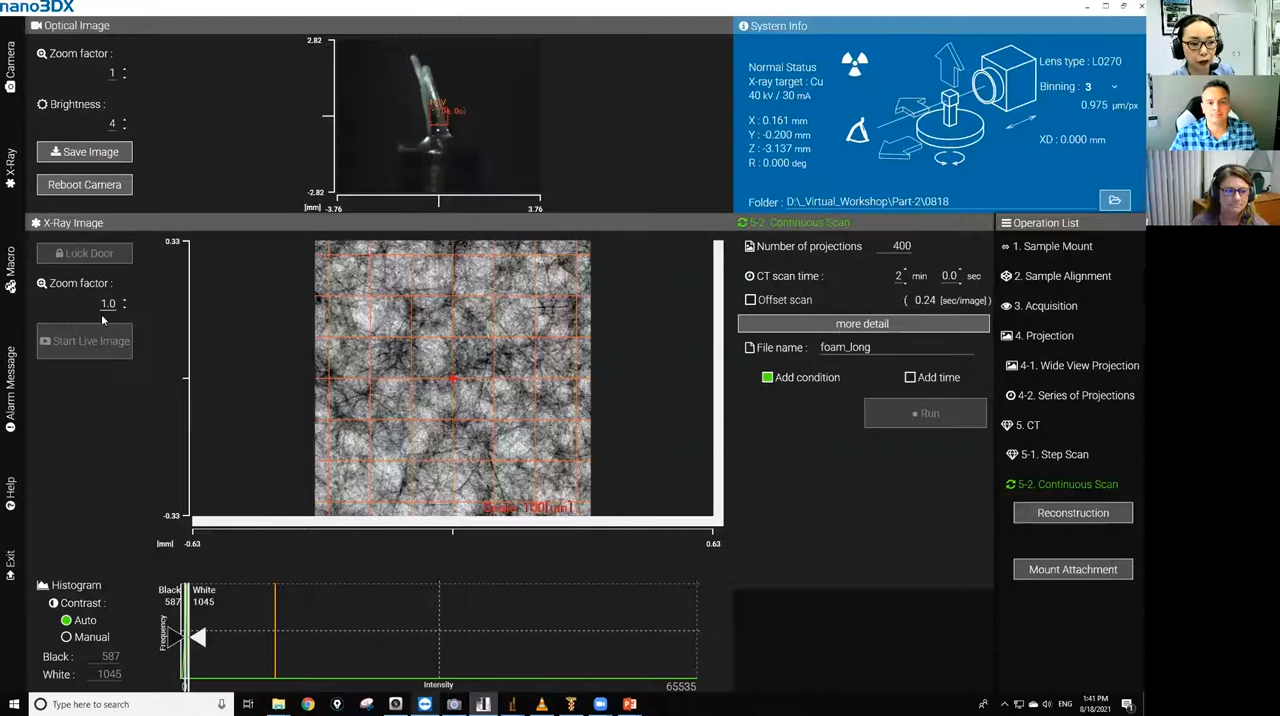 nano3DX
Optical Image
Camera
Zoom factor :
1
Brightness :
4
Save Image
Reboot Camera
2.82
-2.82
[mm]
-3.76
3.76
System Info
Normal Status
X-ray target : Cu
40 kV / 30 mA
X : 0.161 mm
Y : -0.200 mm
Z : -3.137 mm
R : 0.000 deg
Lens type : L0270
Binning : 3
0.975 μm/px
XD : 0.000 mm
Folder : D:\_Virtual_Workshop\Part-2\0818
X-Ray
X-Ray Image
Lock Door
Zoom factor :
1.0
Start Live Image
0.33
-0.33
[mm]
-0.63
0.63
Scale 100[um]
Macro
Alarm Message
Help
Exit
5-2. Continuous Scan
Number of projections 400
CT scan time : 2 min 0.0 sec
Offset scan ( 0.24 [sec/image] )
more detail
File name : foam_long
Add condition Add time
Run
Operation List
1. Sample Mount
2. Sample Alignment
3. Acquisition
4. Projection
4-1. Wide View Projection
4-2. Series of Projections
5. CT
5-1. Step Scan
5-2. Continuous Scan
Reconstruction
Mount Attachment
Histogram
Contrast :
Auto
Manual
Black : 587
White : 1045
Black White
587 1045
Frequency
0
Intensity
65535
Type here to search
ENG
1:41 PM
8/18/2021